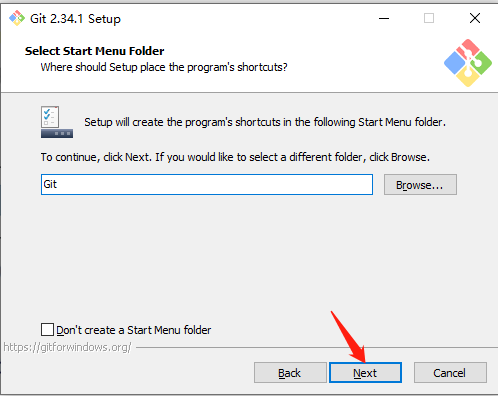 Git 2.34.1 Setup
Select Start Menu Folder
Where should Setup place the program's shortcuts?
Setup will create the program's shortcuts in the following Start Menu folder.
To continue, click Next. If you would like to select a different folder, click Browse.
Git
Browse...
Don't create a Start Menu folder
https://gitforwindows.org/
Back
Next
Cancel